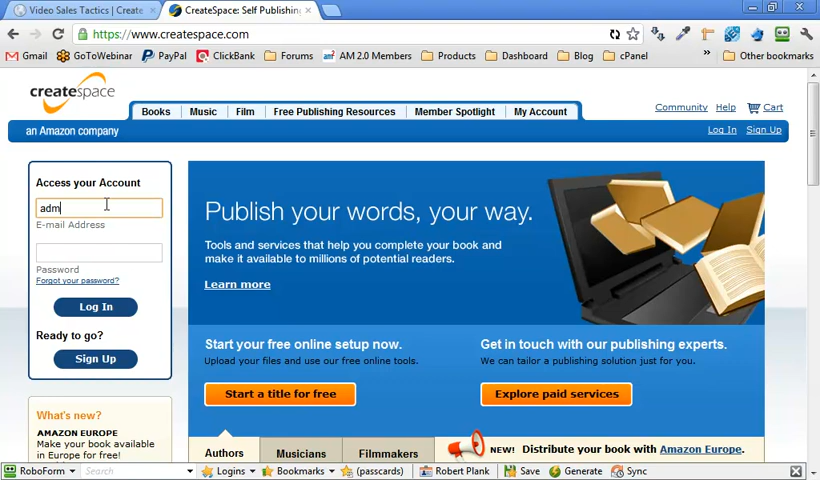 Video Sales Tactics | Create
CreateSpace: Self Publishin
https://www.createspace.com
Gmail
GoToWebinar
PayPal
ClickBank
Forums
AM 2.0 Members
Products
Dashboard
Blog
cPanel
»
Other bookmarks
createspace
Books
Music
Film
Free Publishing Resources
Member Spotlight
My Account
Community
Help
Cart
an Amazon company
Log In
Sign Up
Access your Account
adm
E-mail Address
Password
Forgot your password?
Log In
Ready to go?
Sign Up
Publish your words, your way.
Tools and services that help you complete your book and
make it available to millions of potential readers.
Learn more
Start your free online setup now.
Upload your files and use our free online tools.
Start a title for free
Get in touch with our publishing experts.
We can tailor a publishing solution just for you.
Explore paid services
What's new?
AMAZON EUROPE
Make your book available
in Europe for free!
Authors
Musicians
Filmmakers
NEW! Distribute your book with Amazon Europe.
RoboForm
Search
Logins
Bookmarks
(passcards)
Robert Plank
Save
Generate
Sync